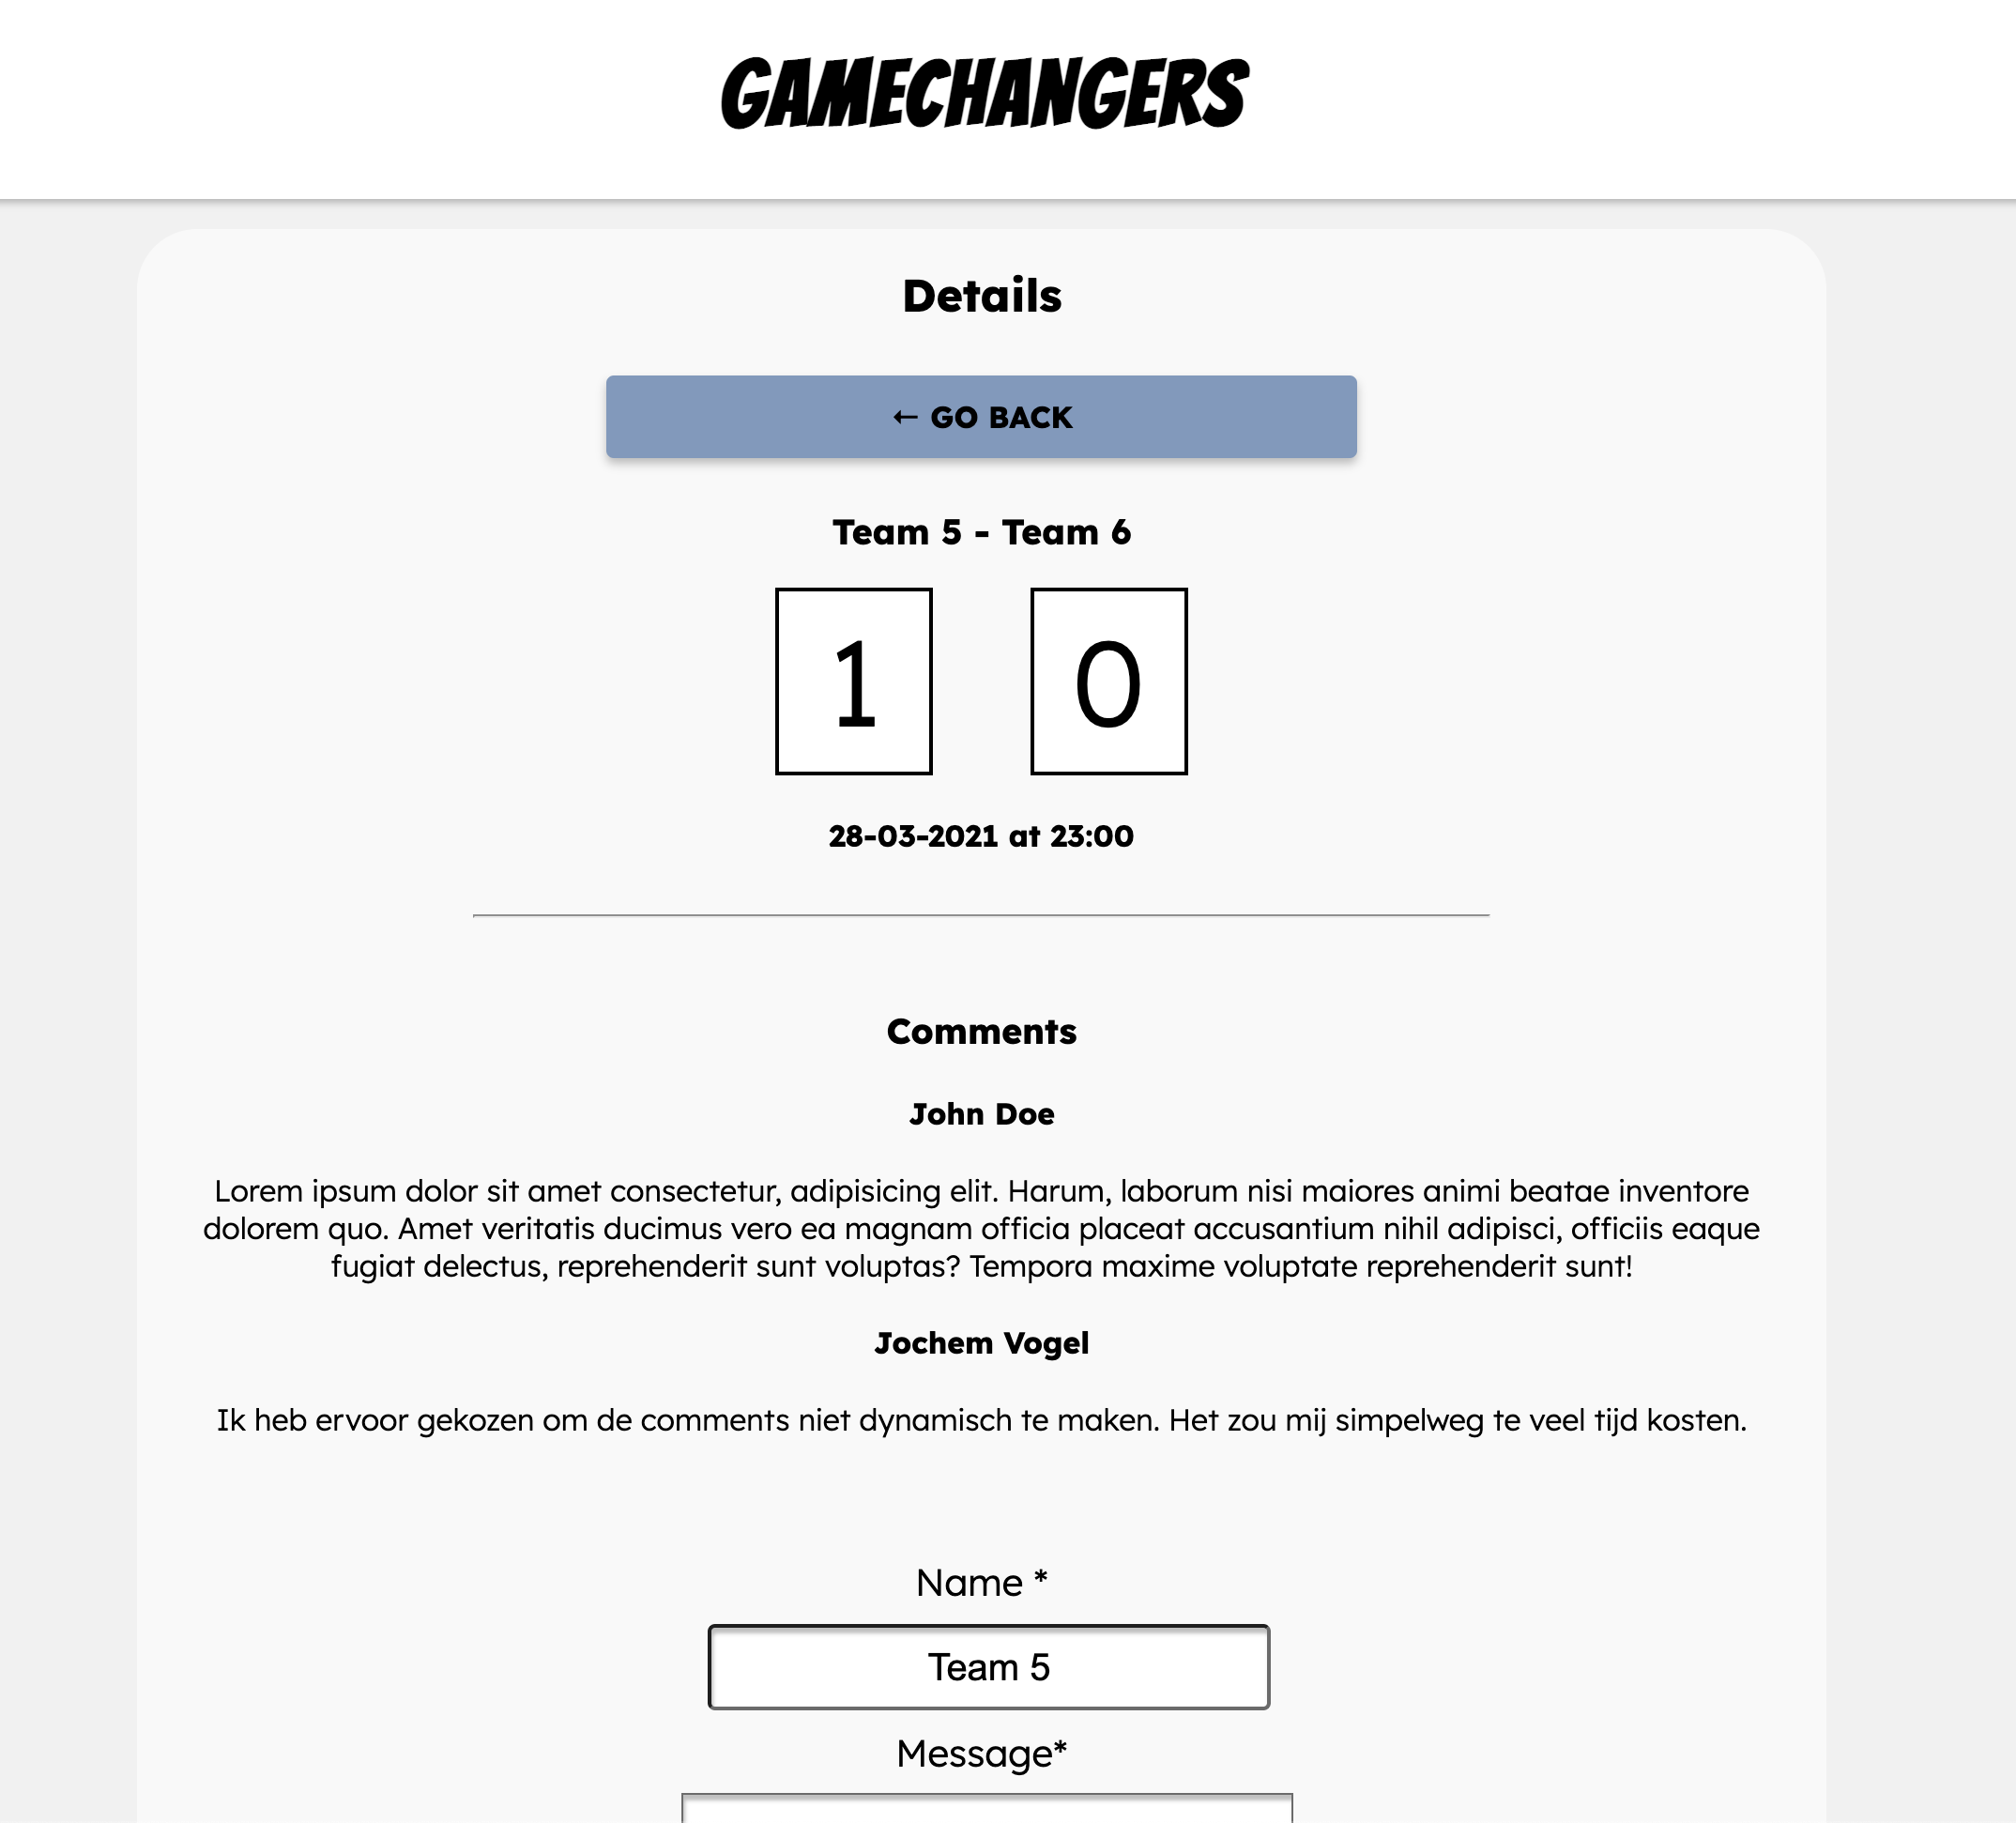 GAMECHANGERS
Details
← GO BACK
Team 5 - Team 6
1 0
28-03-2021 at 23:00
Comments
John Doe
Lorem ipsum dolor sit amet consectetur, adipisicing elit. Harum, laborum nisi maiores animi beatae inventore
dolorem quo. Amet veritatis ducimus vero ea magnam officia placeat accusantium nihil adipisci, officiis eaque
fugiat delectus, reprehenderit sunt voluptas? Tempora maxime voluptate reprehenderit sunt!
Jochem Vogel
Ik heb ervoor gekozen om de comments niet dynamisch te maken. Het zou mij simpelweg te veel tijd kosten.
Name *
Team 5
Message*